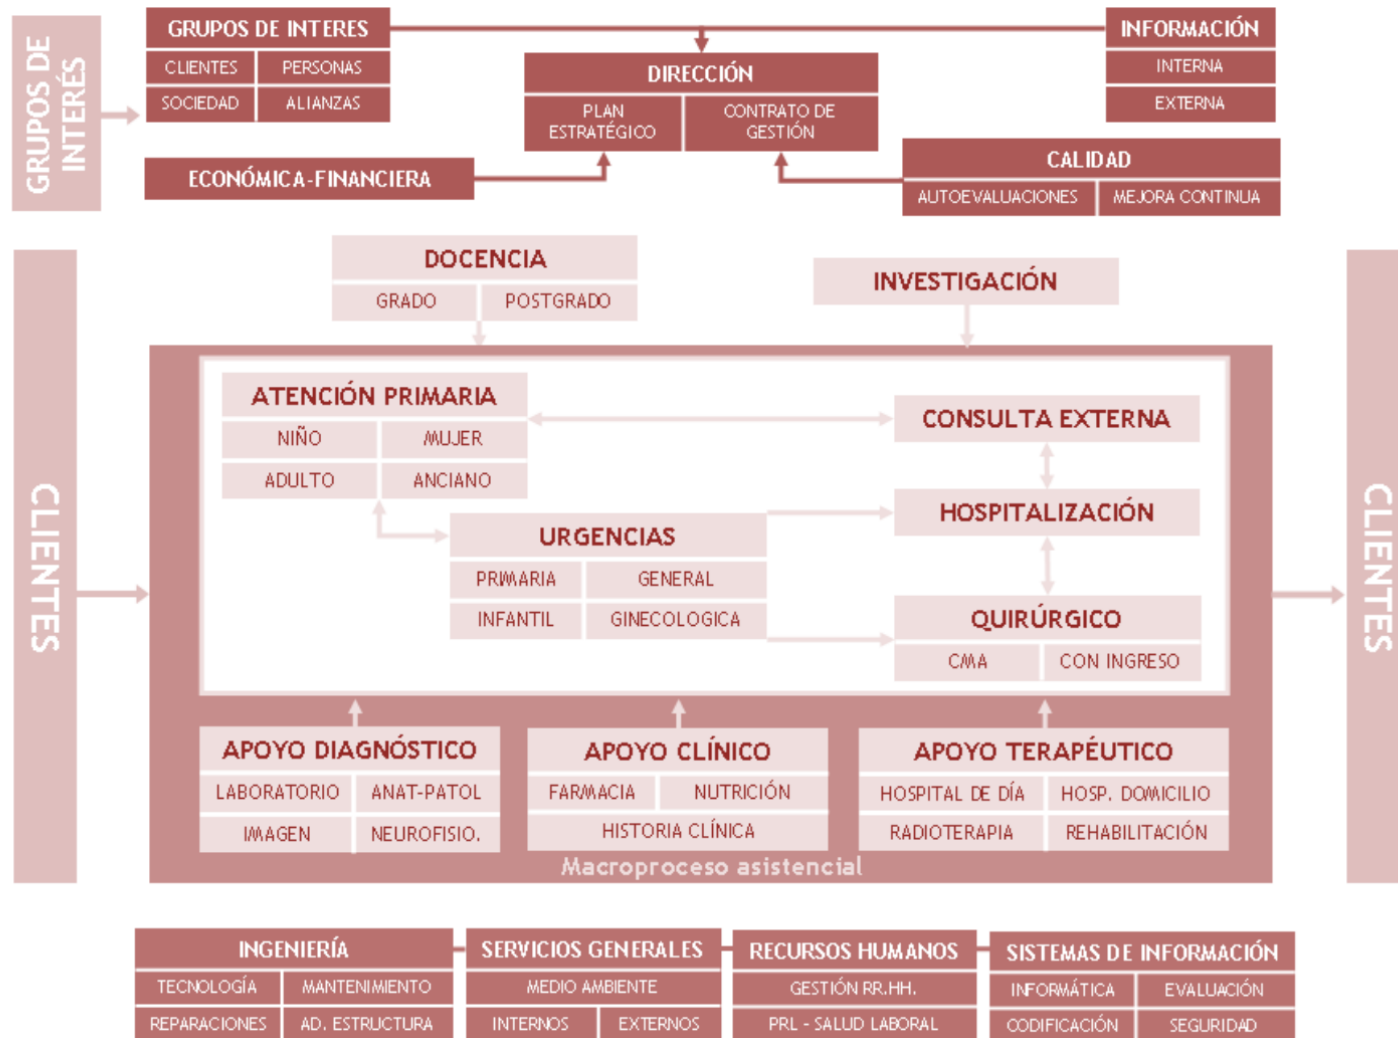 GRUPOS DE INTERÉS
GRUPOS DE INTERES
CLIENTES PERSONAS
SOCIEDAD ALIANZAS
INFORMACIÓN
INTERNA
EXTERNA
DIRECCIÓN
PLAN ESTRATÉGICO
CONTRATO DE GESTIÓN
ECONÓMICA-FINANCIERA
CALIDAD
AUTOEVALUACIONES MEJORA CONTINUA
CLIENTES
DOCENCIA
GRADO POSTGRADO
INVESTIGACIÓN
ATENCIÓN PRIMARIA
NIÑO MUJER
ADULTO ANCIANO
CONSULTA EXTERNA
HOSPITALIZACIÓN
URGENCIAS
PRIMARIA GENERAL
INFANTIL GINECOLOGICA
QUIRÚRGICO
CMA CON INGRESO
APOYO DIAGNÓSTICO
LABORATORIO ANAT-PATOL
IMAGEN NEUROFISIO.
APOYO CLÍNICO
FARMACIA NUTRICIÓN
HISTORIA CLÍNICA
APOYO TERAPÉUTICO
HOSPITAL DE DÍA HOSP. DOMICILIO
RADIOTERAPIA REHABILITACIÓN
Macroproceso asistencial
CLIENTES
INGENIERÍA
TECNOLOGÍA MANTENIMIENTO
REPARACIONES AD. ESTRUCTURA
SERVICIOS GENERALES
MEDIO AMBIENTE
INTERNOS EXTERNOS
RECURSOS HUMANOS
GESTIÓN RR.HH.
PRL - SALUD LABORAL
SISTEMAS DE INFORMACIÓN
INFORMÁTICA EVALUACIÓN
CODIFICACIÓN SEGURIDAD